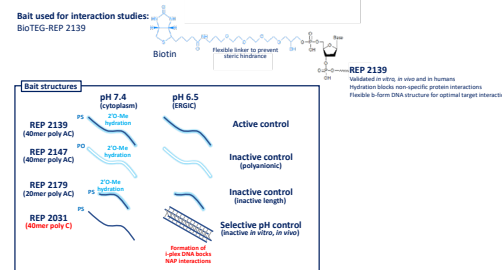 Bait used for interaction studies:
BioTEG-REP 2139
Biotin
Flexible linker to prevent
steric hindrance
REP 2139
Validated in vitro, in vivo and in humans
Hydration blocks non-specific protein interactions
Flexible b-form DNA structure for optimal target interactio
Bait structures
pH 7.4
(cytoplasm)
pH 6.5
(ERGIC)
REP 2139
(40mer poly AC)
PS
2'O-Me
hydration
Active control
REP 2147
(40mer poly AC)
PO
2'O-Me
hydration
Inactive control
(polyanionic)
REP 2179
(20mer poly AC)
PS
2'O-Me
hydration
Inactive control
(inactive length)
REP 2031
(40mer poly C)
PS
Selective pH control
(inactive in vitro, in vivo)
Formation of
i-plex DNA bocks
NAP interactions